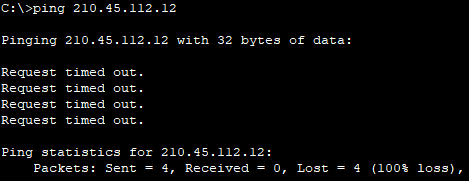 C:\>ping 210.45.112.12
Pinging 210.45.112.12 with 32 bytes of data:
Request timed out.
Request timed out.
Request timed out.
Request timed out.
Ping statistics for 210.45.112.12:
    Packets: Sent = 4, Received = 0, Lost = 4 (100% loss),